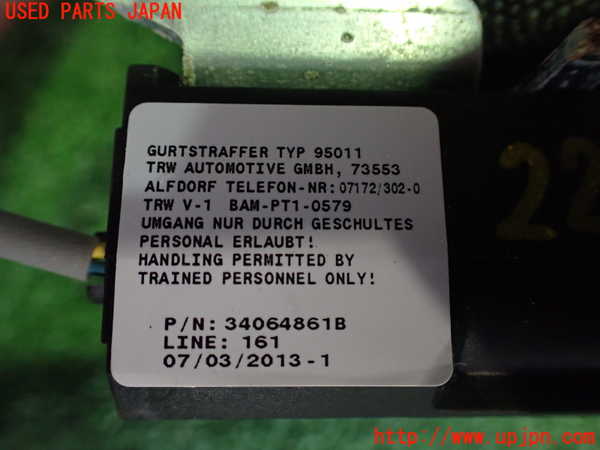 USED PARTS JAPAN
GURTSTRAFFER TYP 95011
TRW AUTOMOTIVE GMBH, 73553
ALFDORF TELEFON-NR: 07172/302-0
TRW V-1 BAM-PT1-0579
UMGANG NUR DURCH GESCHULTES
PERSONAL ERLAUBT!
HANDLING PERMITTED BY
TRAINED PERSONNEL ONLY!
P/N: 34064861B
LINE: 161
07/03/2013-1
22
http://www.upjpn.com/